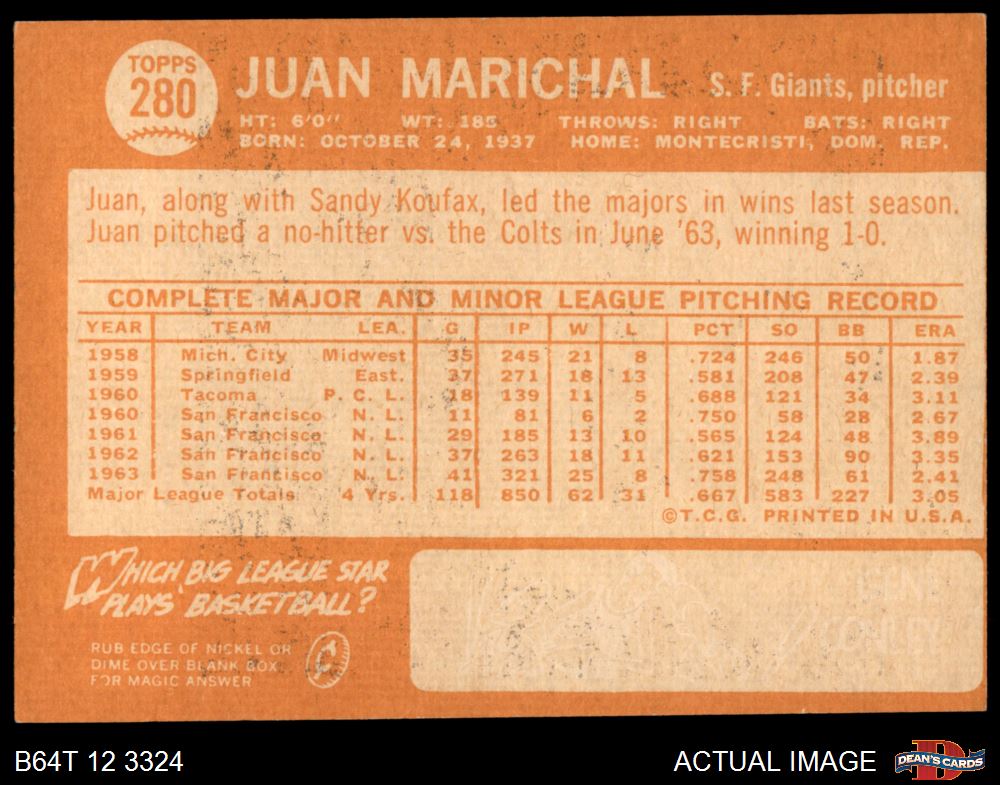 TOPPS
280
JUAN MARICHAL S. F. Giants, pitcher
HT: 6'0" WT: 185 THROWS: RIGHT BATS: RIGHT
BORN: OCTOBER 24, 1937 HOME: MONTECRISTI, DOM. REP.
Juan, along with Sandy Koufax, led the majors in wins last season.
Juan pitched a no-hitter vs. the Colts in June '63, winning 1-0.
COMPLETE MAJOR AND MINOR LEAGUE PITCHING RECORD
YEAR TEAM LEA. G IP W L PCT SO BB ERA
1958 Mich. City Midwest 35 245 21 8 .724 246 50 1.87
1959 Springfield East. 37 271 18 13 .581 208 47 2.39
1960 Tacoma P. C. L. 18 139 11 5 .688 121 34 3.11
1960 San Francisco N. L. 11 81 6 2 .750 58 28 2.67
1961 San Francisco N. L. 29 185 13 10 .565 124 48 3.89
1962 San Francisco N. L. 37 263 18 11 .621 153 90 3.35
1963 San Francisco N. L. 41 321 25 8 .758 248 61 2.41
Major League Totals 4 Yrs. 118 850 62 31 .667 583 227 3.05
©T.C.G. PRINTED IN U.S.A.
WHICH BIG LEAGUE STAR
PLAYS BASKETBALL?
RUB EDGE OF NICKEL OR
DIME OVER BLANK BOX
FOR MAGIC ANSWER
GENE
CONLEY
B64T 12 3324 ACTUAL IMAGE DEAN'S CARDS